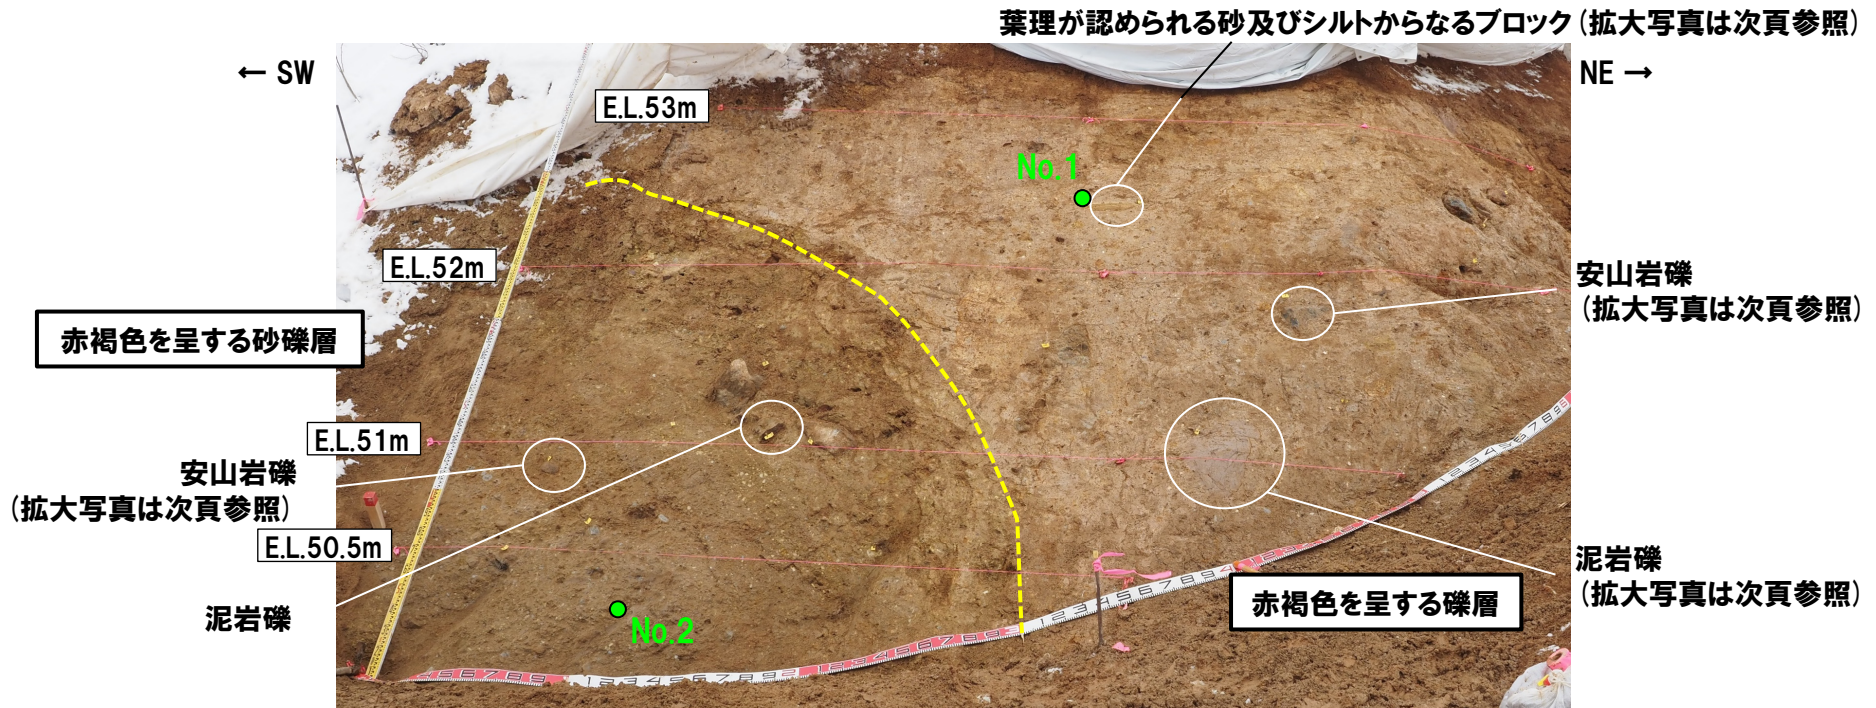 葉理が認められる砂及びシルトからなるブロック（拡大写真は次頁参照）
← SW
NE →
E.L.53m
No.1
E.L.52m
安山岩礫
（拡大写真は次頁参照）
赤褐色を呈する砂礫層
E.L.51m
安山岩礫
（拡大写真は次頁参照）
E.L.50.5m
泥岩礫
（拡大写真は次頁参照）
赤褐色を呈する礫層
泥岩礫
No.2